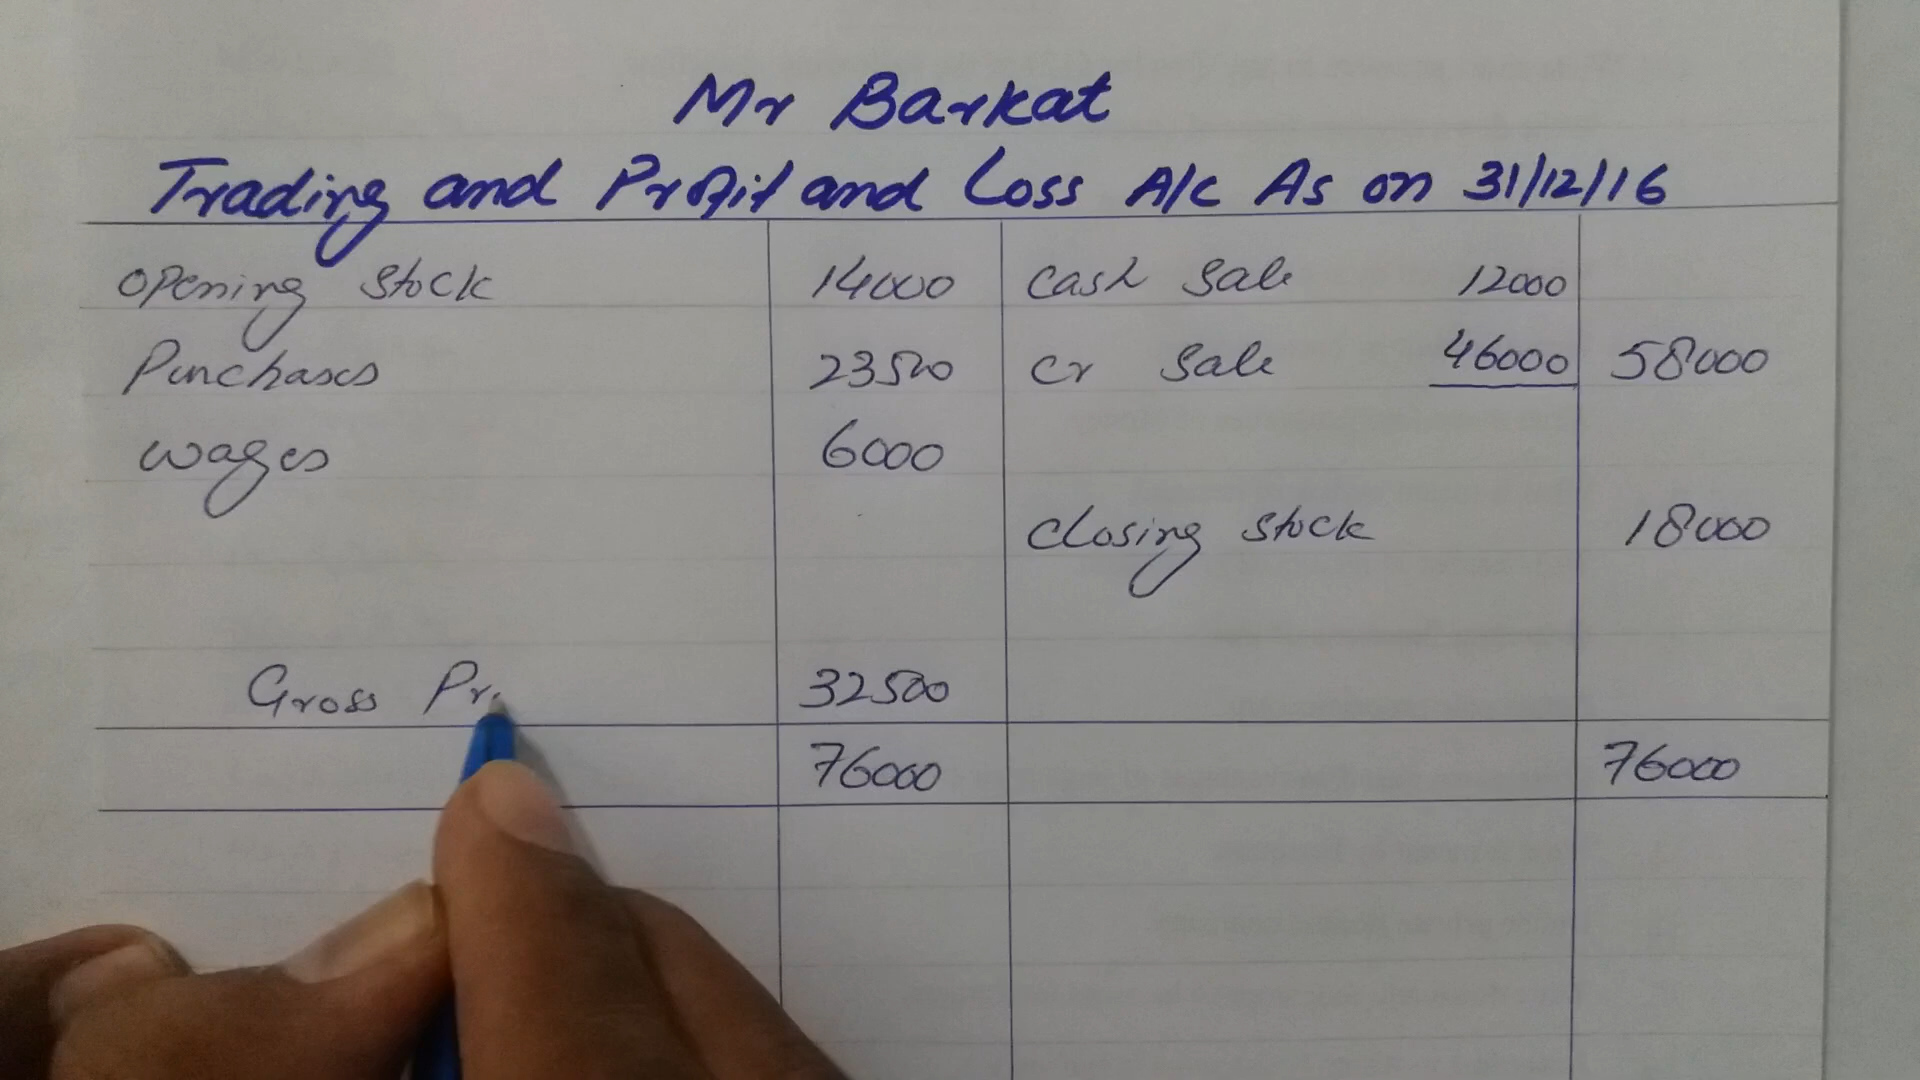 Mr Barkat
Trading and Profit and Loss A/c As on 31/12/16
Opening Stock 14000 Cash Sale 12000
Purchases 23500 Cr Sale 46000 58000
Wages 6000
Closing Stock 18000
Gross Pr 32500
76000 76000